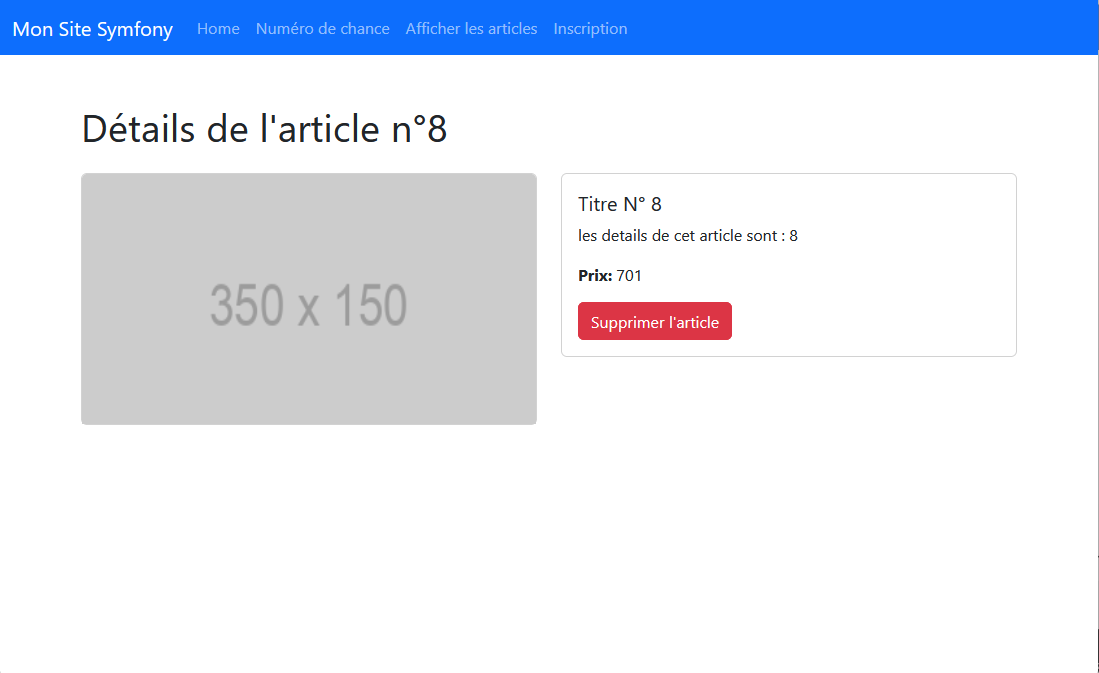 Mon Site Symfony Home Numéro de chance Afficher les articles Inscription
Détails de l'article n°8
350 x 150
Titre N° 8
les details de cet article sont : 8
Prix: 701
Supprimer l'article